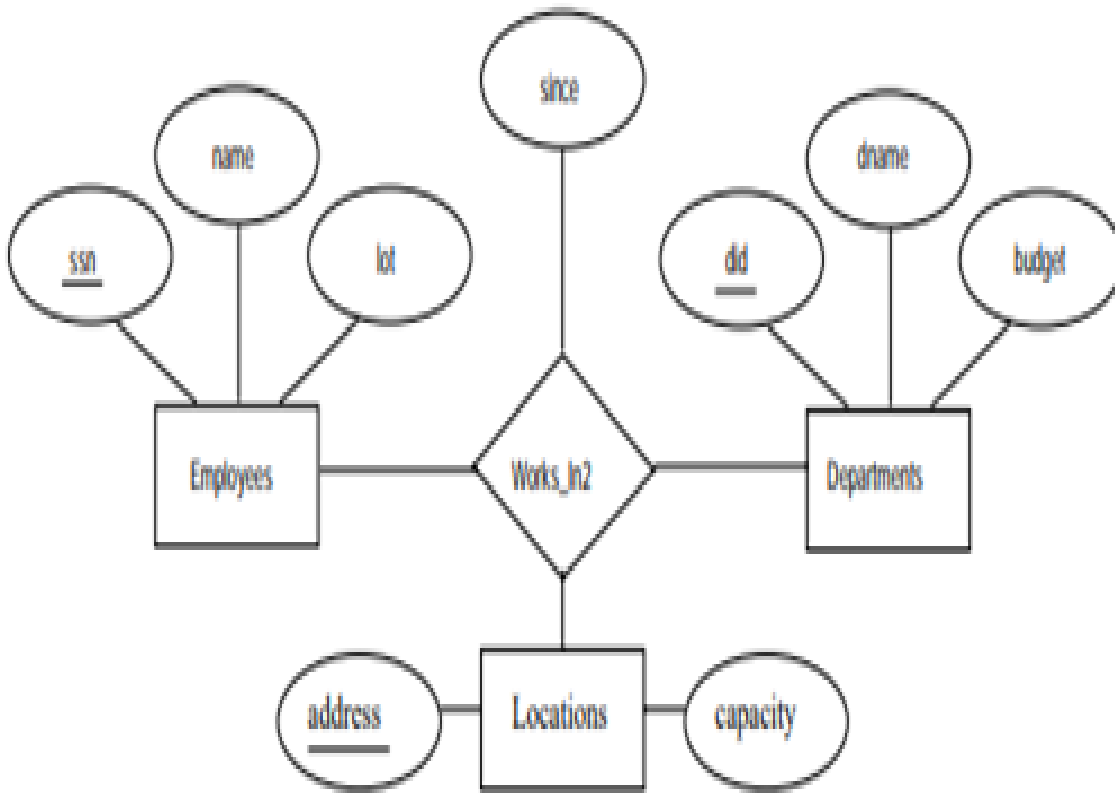 since
name
dname
ssn
lot
did
budget
Employees
Works_In2
Departments
address
Locations
capacity